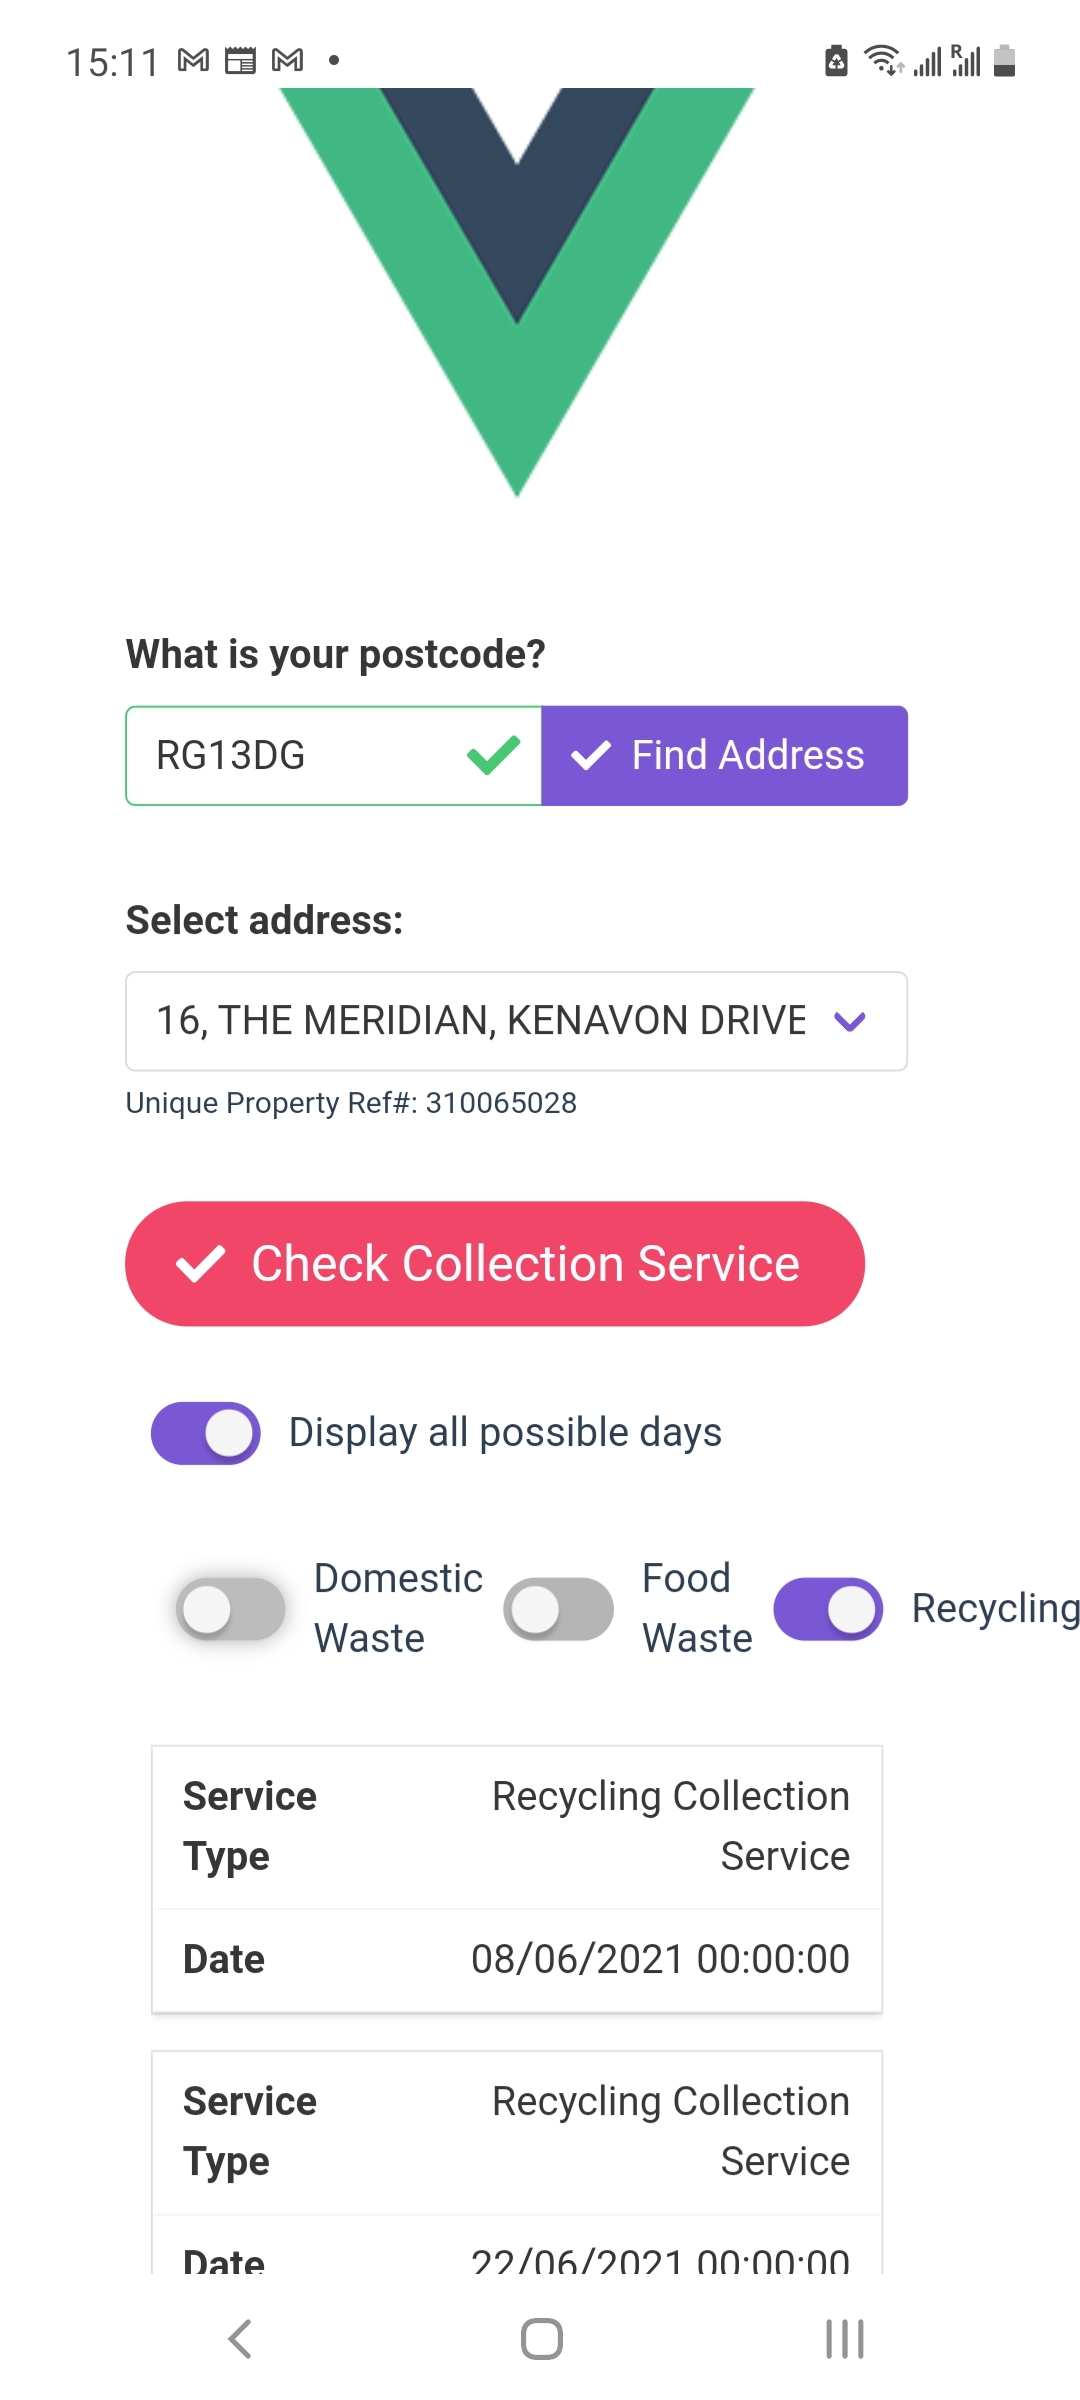 15:11
What is your postcode?
RG13DG
Find Address
Select address:
16, THE MERIDIAN, KENAVON DRIVE
Unique Property Ref#: 310065028
Check Collection Service
Display all possible days
Domestic
Waste
Food
Waste
Recycling
Service
Type
Recycling Collection
Service
Date 08/06/2021 00:00:00
Service
Type
Recycling Collection
Service
Date 22/06/2021 00:00:00